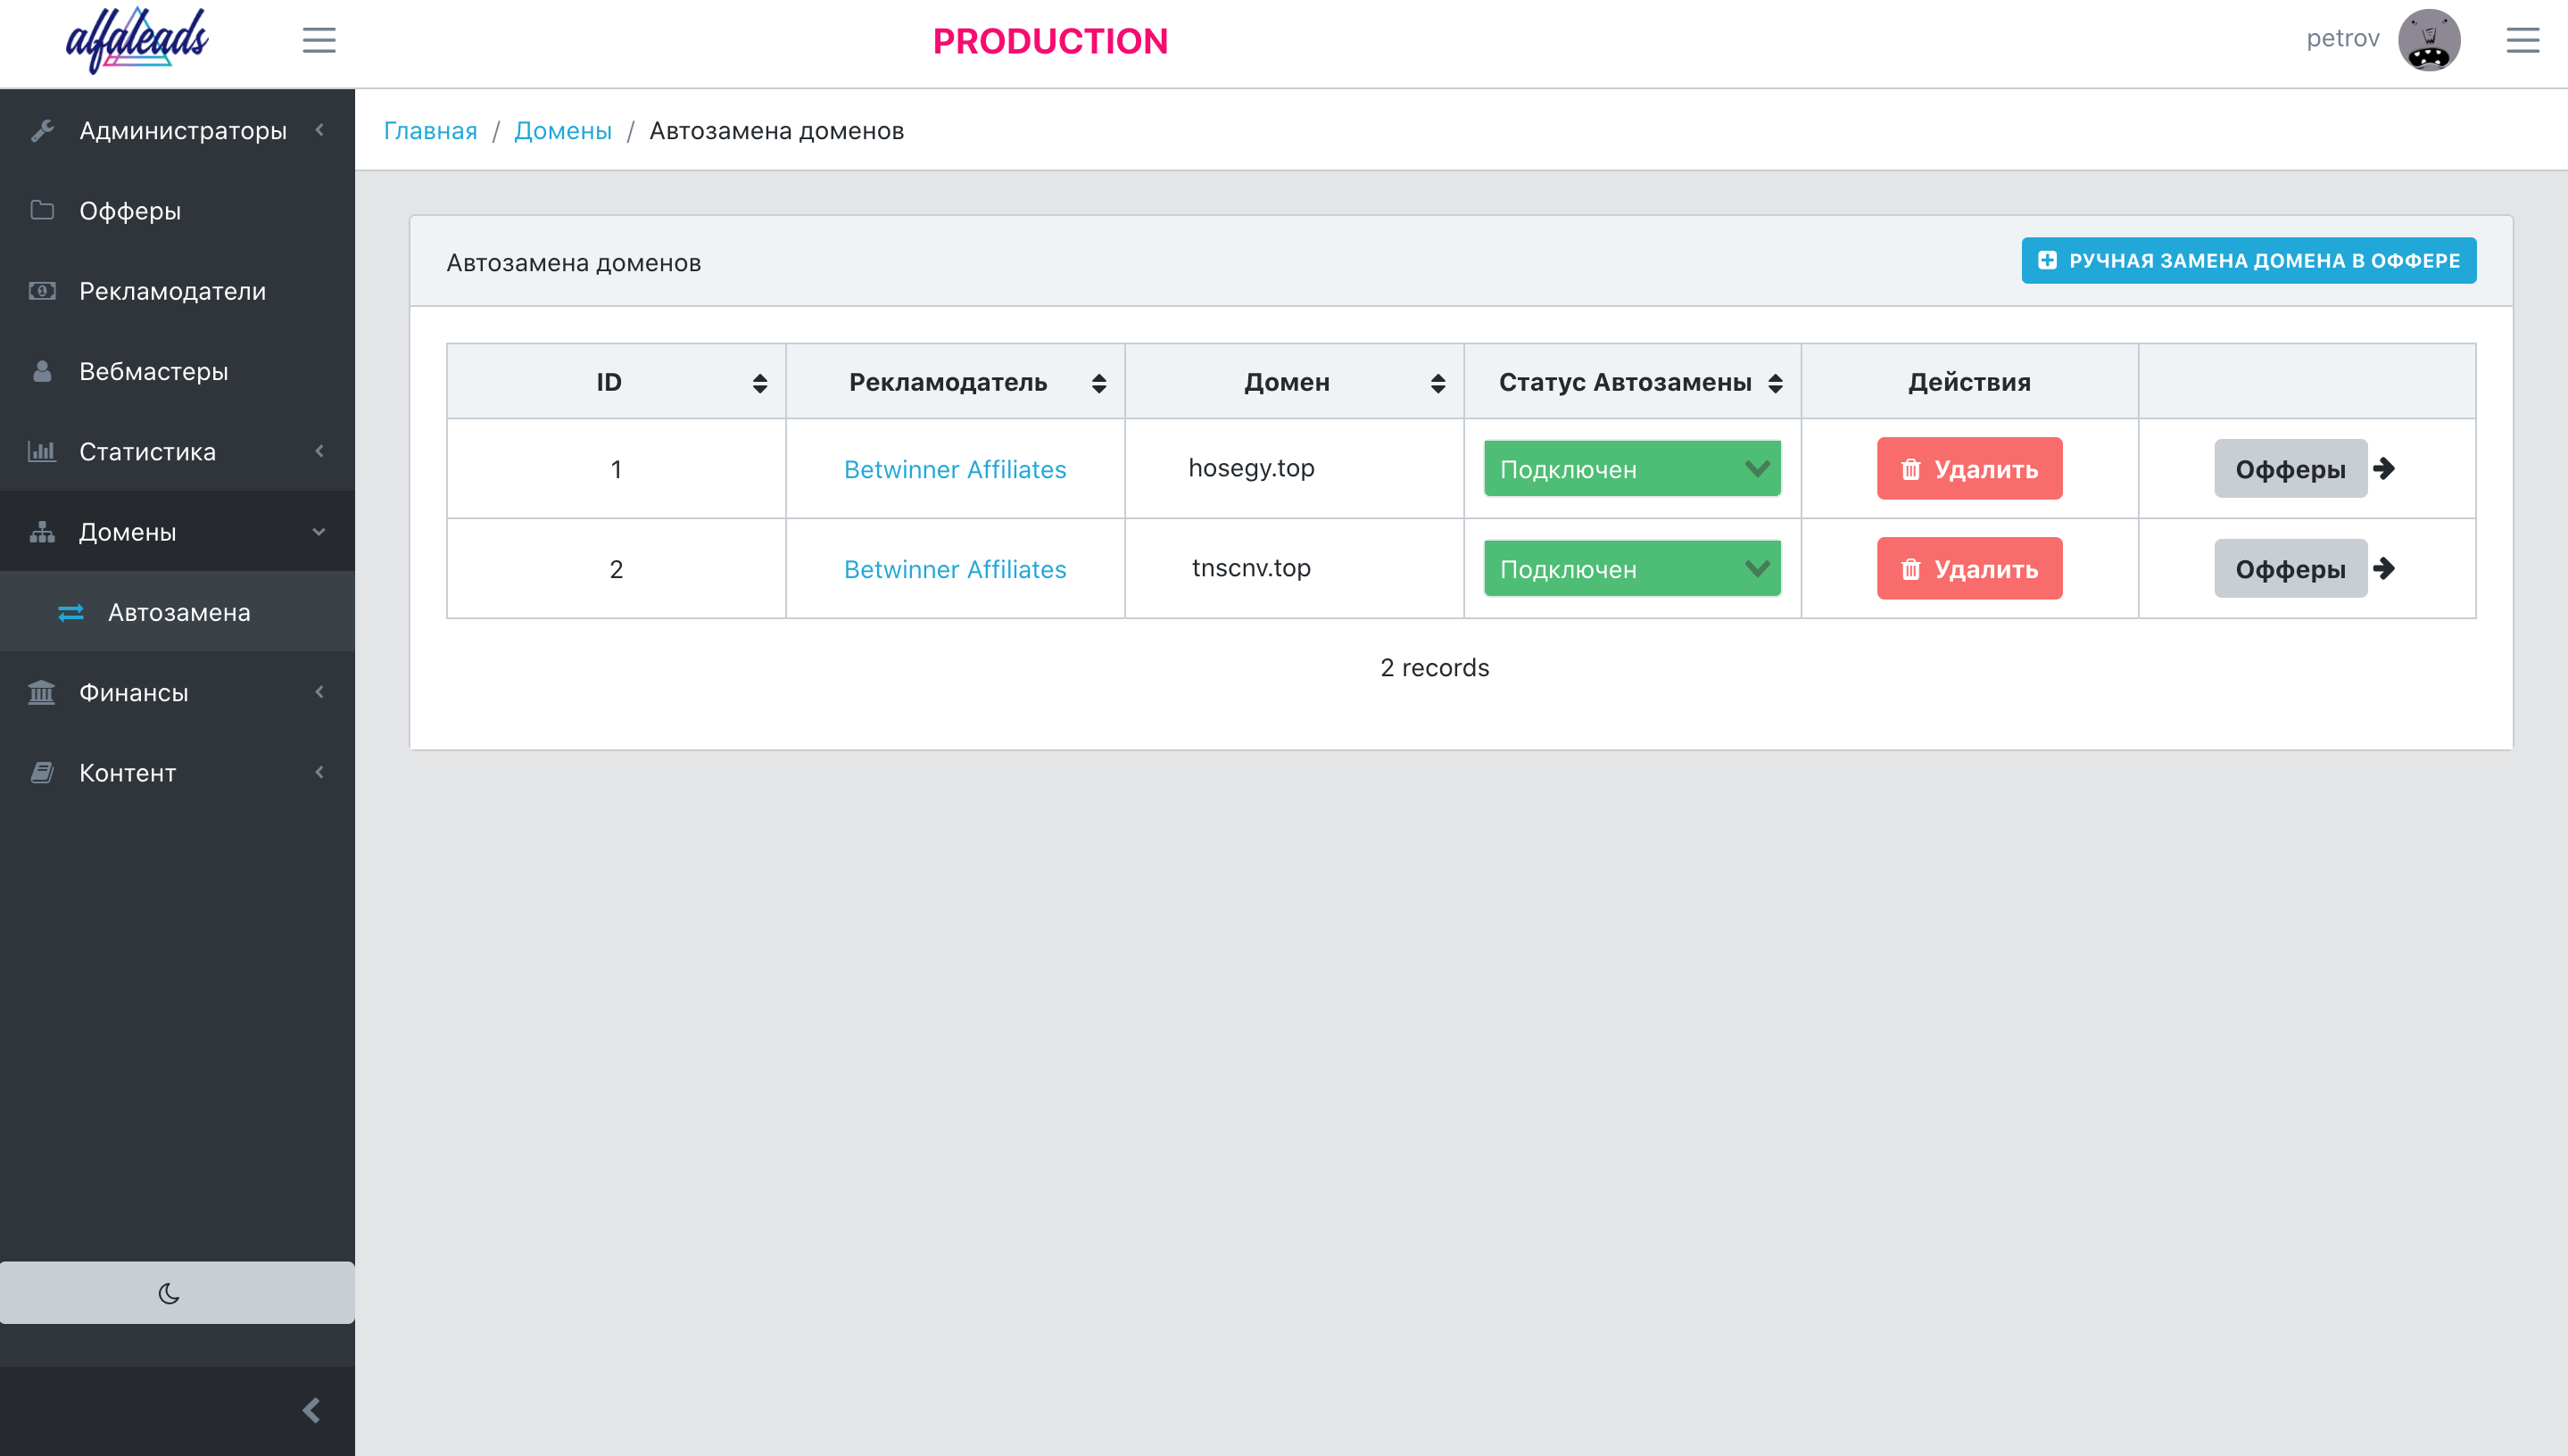 alfaleads
PRODUCTION
petrov
Администраторы
Офферы
Рекламодатели
Вебмастеры
Статистика
Домены
Автозамена
Финансы
Контент
Главная / Домены / Автозамена доменов
Автозамена доменов
РУЧНАЯ ЗАМЕНА ДОМЕНА В ОФФЕРЕ
ID Рекламодатель Домен Статус Автозамены Действия
1 Betwinner Affiliates hosegy.top Подключен Удалить Офферы
2 Betwinner Affiliates tnscnv.top Подключен Удалить Офферы
2 records